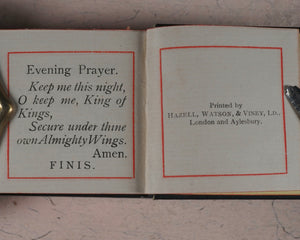 Evening Prayer.
Keep me this night,
O keep me, King of
Kings,
Secure under thine
own Almighty Wings.
Amen.
FINIS.
Printed by
HAZELL, WATSON, & VINEY, LD.,
London and Aylesbury.